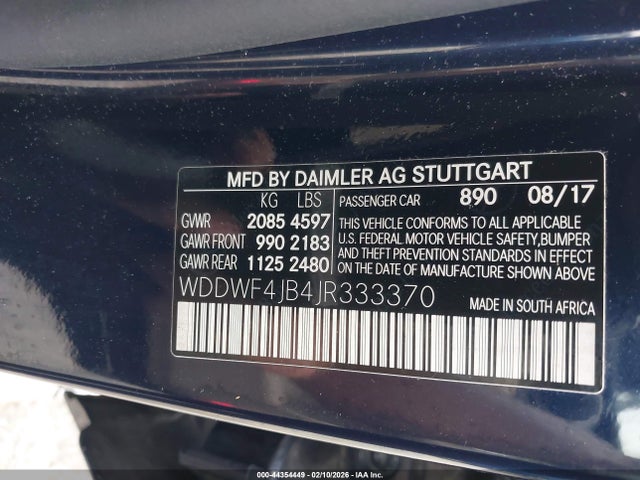 MFD BY DAIMLER AG STUTTGART
KG LBS PASSENGER CAR 890 08/17
GVWR 2085 4597 THIS VEHICLE CONFORMS TO ALL APPLICABLE
GAWR FRONT 990 2183 U.S. FEDERAL MOTOR VEHICLE SAFETY,BUMPER
GAWR REAR 1125 2480 AND THEFT PREVENTION STANDARDS IN EFFECT
ON THE DATE OF MANUFACTURE SHOWN ABOVE.
WDDWF4JB4JR333370 MADE IN SOUTH AFRICA
000-44354449 - 02/10/2026 - IAA Inc.